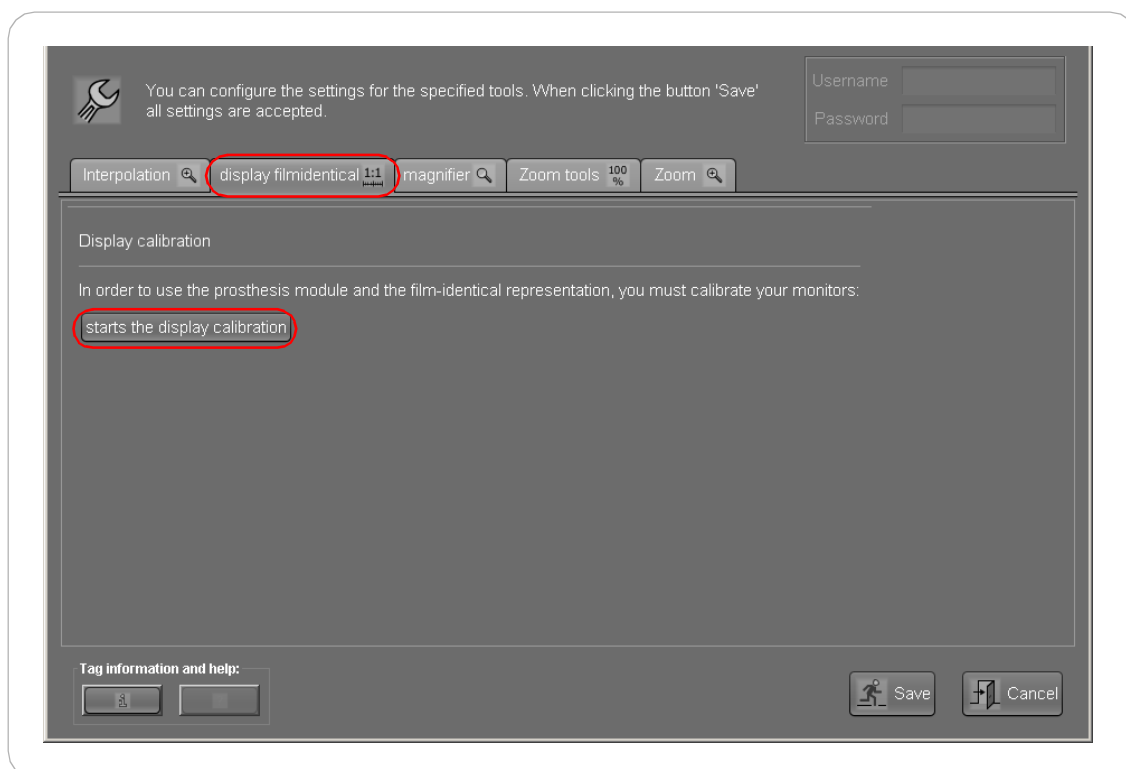 You can configure the settings for the specified tools. When clicking the button 'Save'
all settings are accepted.
Username
Password
Interpolation
display filmidentical 1:1
magnifier
Zoom tools 100 %
Zoom
Display calibration
In order to use the prosthesis module and the film-identical representation, you must calibrate your monitors:
starts the display calibration
Tag information and help:
i
Save
Cancel